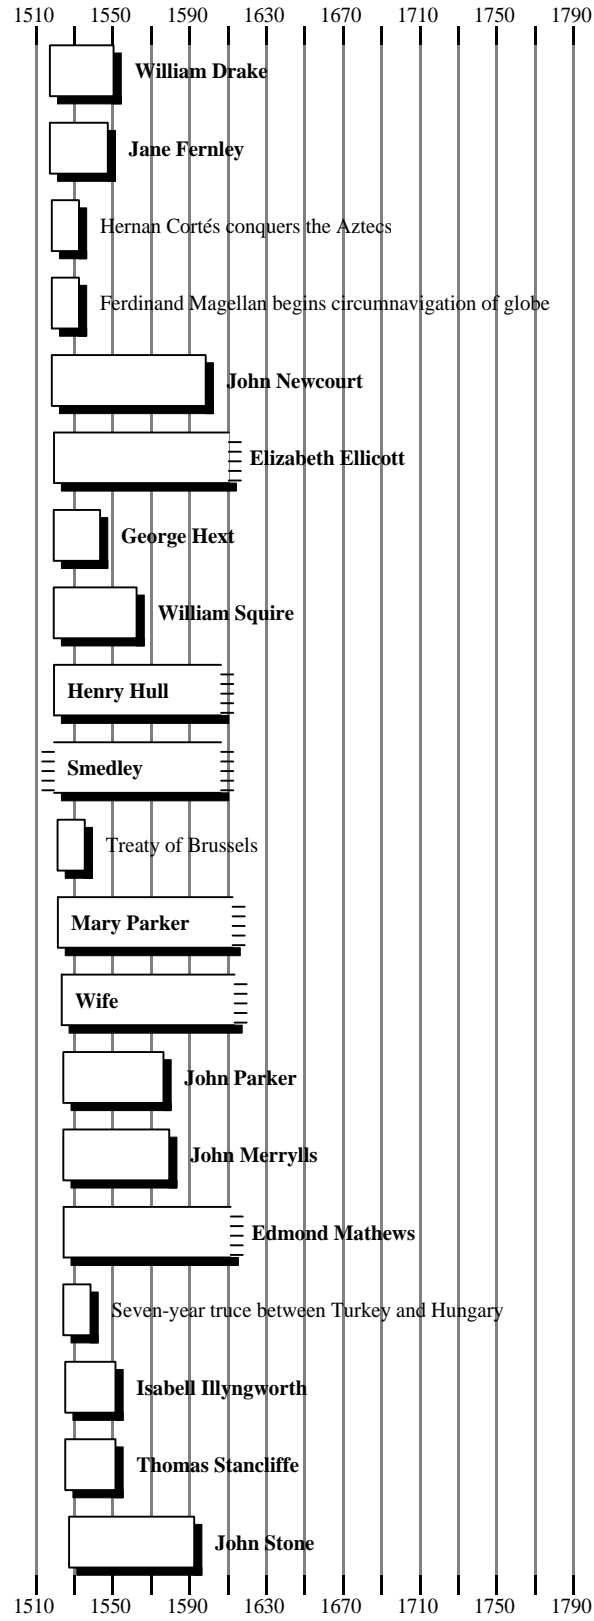 1510 1550 1590 1630 1670 1710 1750 1790
William Drake
Jane Fernley
Hernan Cortés conquers the Aztecs
Ferdinand Magellan begins circumnavigation of globe
John Newcourt
Elizabeth Ellicott
George Hext
William Squire
Henry Hull
Smedley
Treaty of Brussels
Mary Parker
Wife
John Parker
John Merrylls
Edmond Mathews
Seven-year truce between Turkey and Hungary
Isabell Illyngworth
Thomas Stancliffe
John Stone
1510 1550 1590 1630 1670 1710 1750 1790